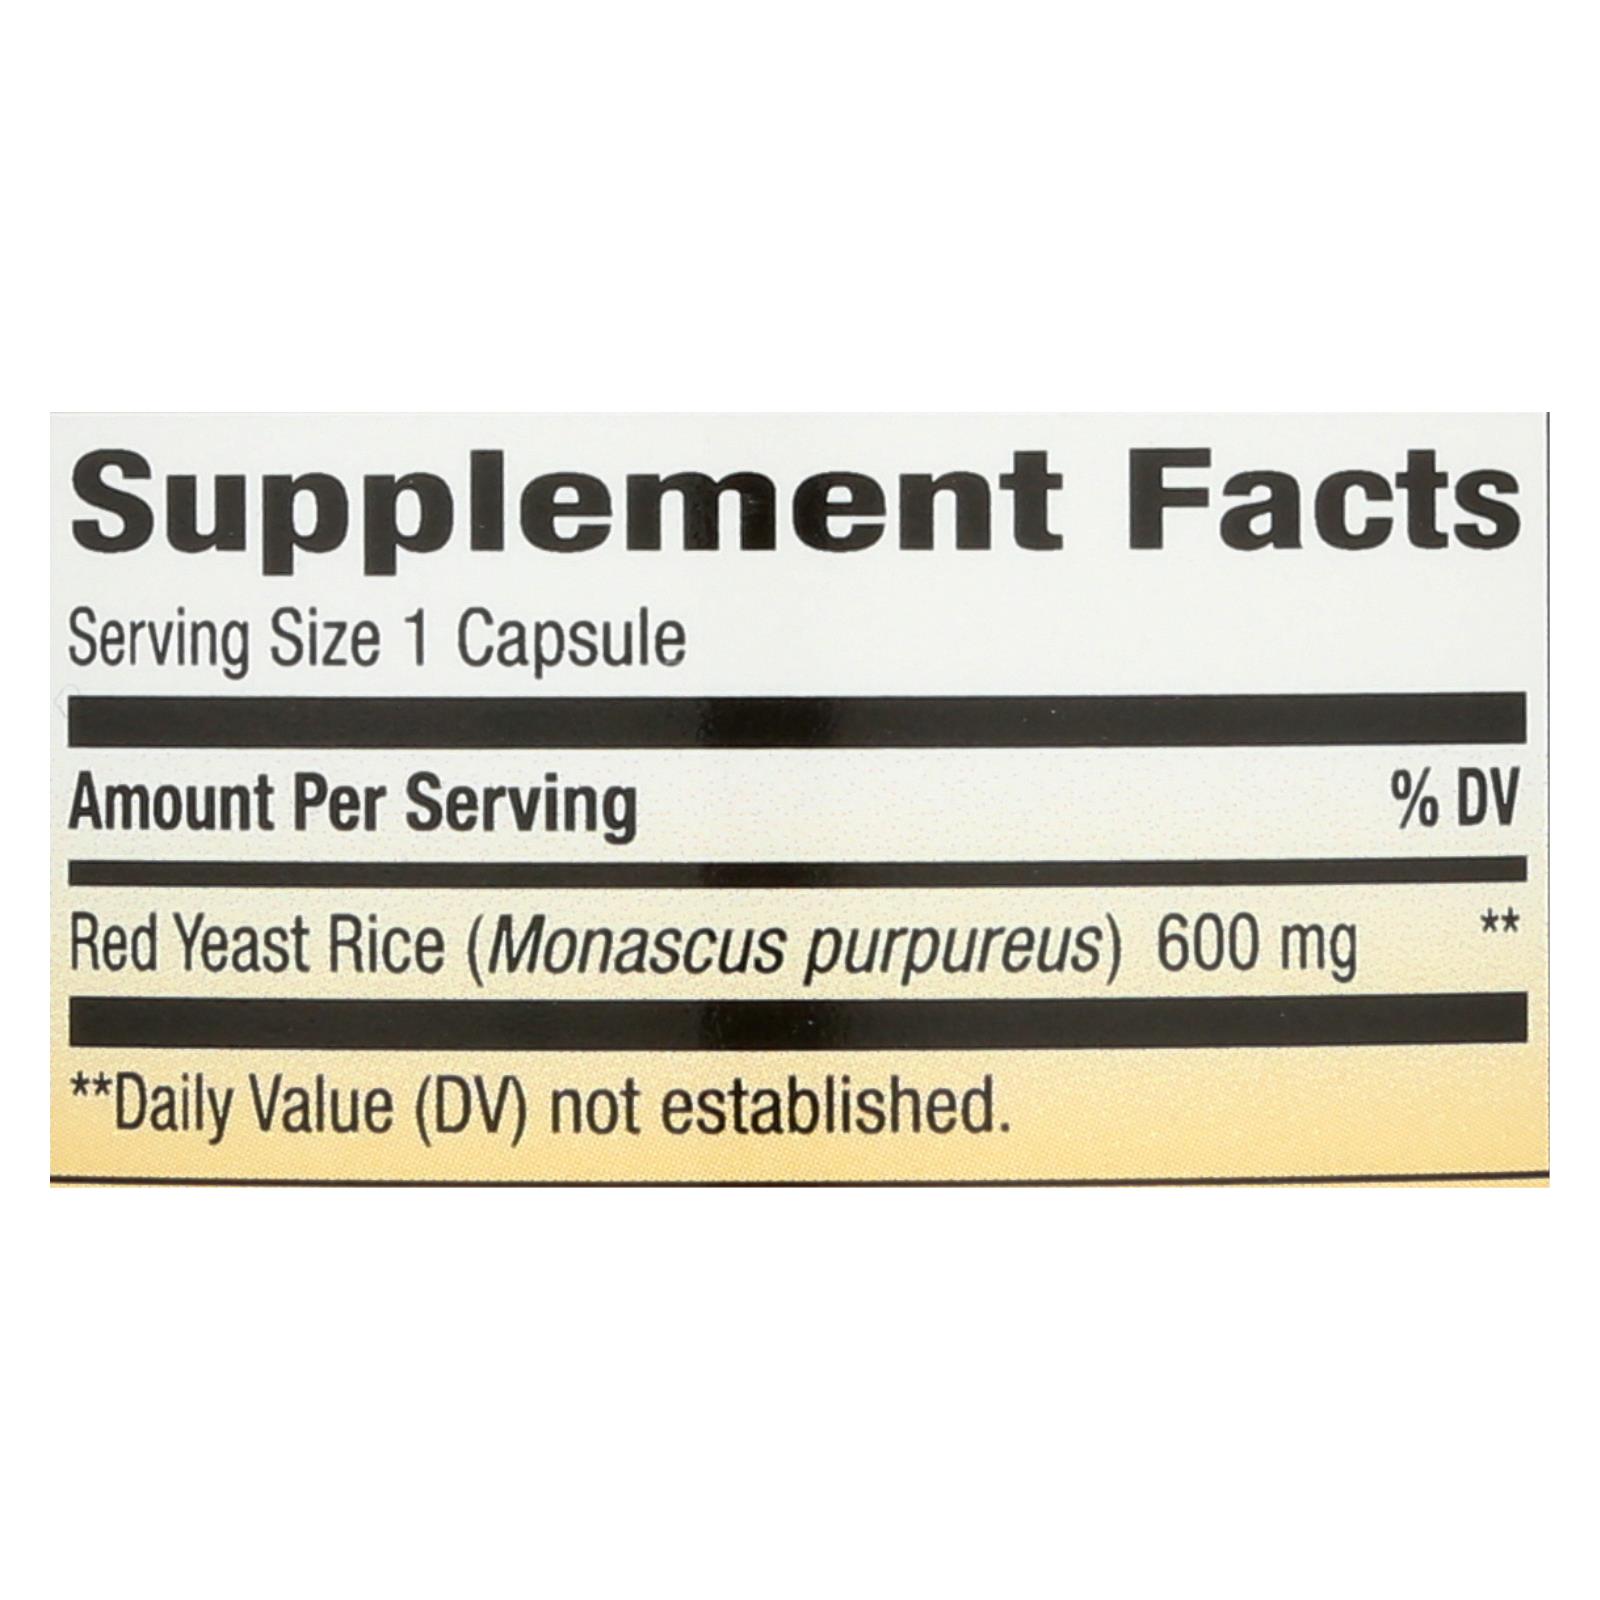 Supplement Facts
Serving Size 1 Capsule
Amount Per Serving % DV
Red Yeast Rice (Monascus purpureus) 600 mg **
**Daily Value (DV) not established.